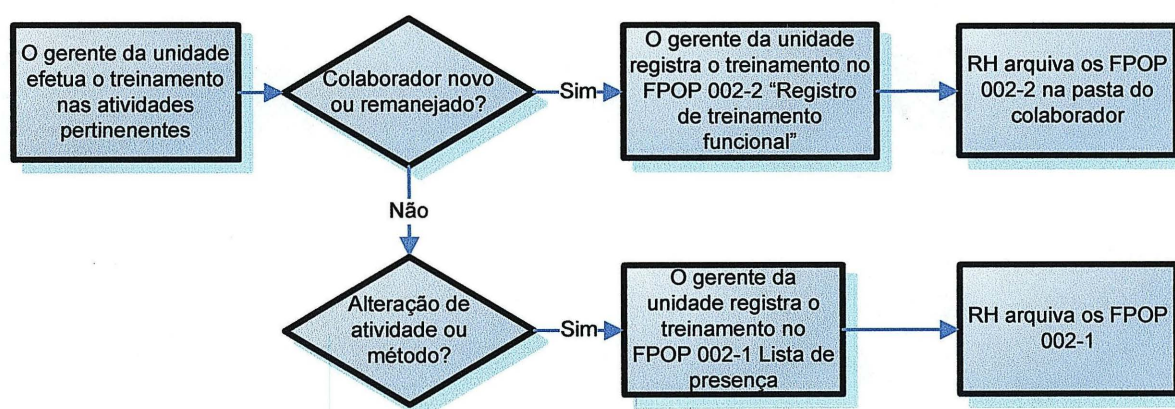 O gerente da unidade
efetua o treinamento
nas atividades
pertinenentes
Colaborador novo
ou remanejado?
Sim
O gerente da unidade
registra o treinamento no
FPOP 002-2 “Registro
de treinamento
funcional”
RH arquiva os FPOP
002-2 na pasta do
colaborador
Não
Alteração de
atividade ou
método?
Sim
O gerente da
unidade registra o
treinamento no
FPOP 002-1 Lista de
presença
RH arquiva os FPOP
002-1